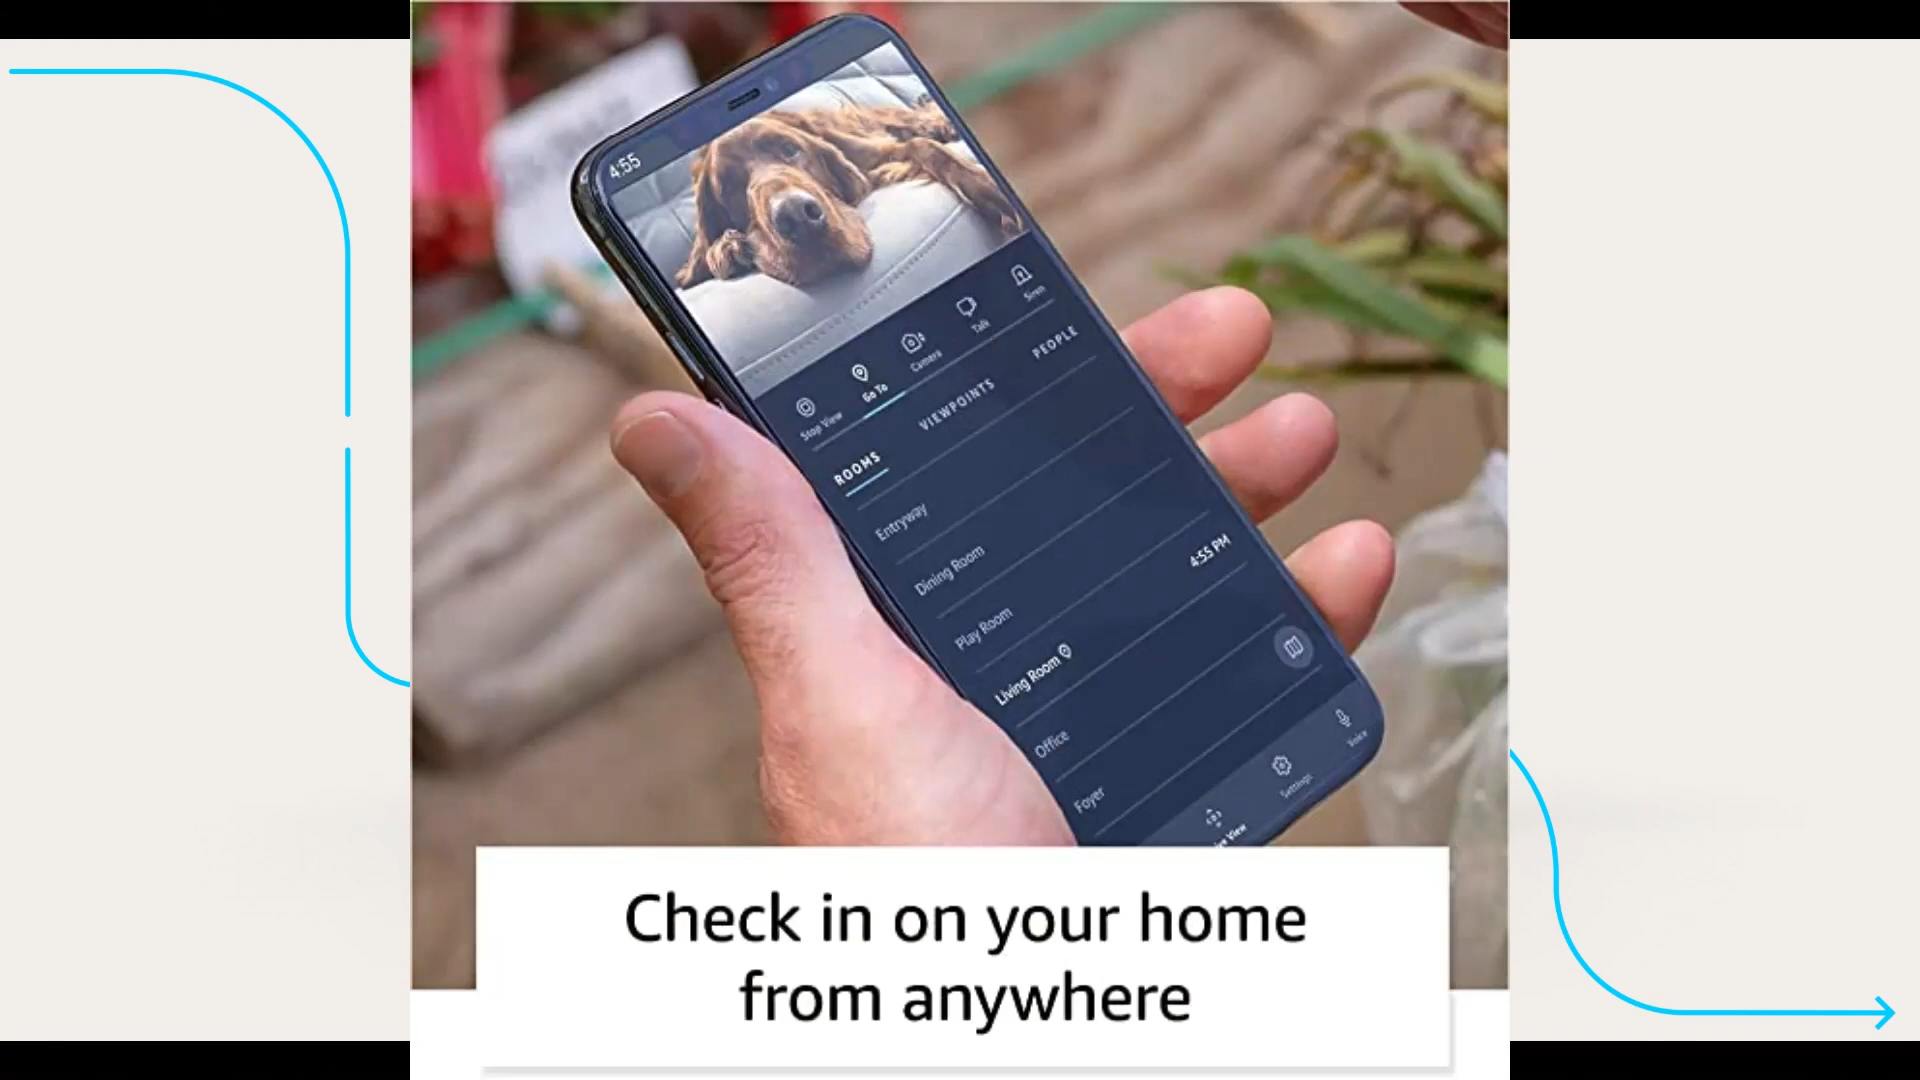 4:55
Stop View
Go To
Camera
Talk
Siren
ROOMS
VIEWPOINTS
PEOPLE
Entryway
Dining Room
Play Room
Living Room
4:55 PM
Office
Foyer
View
Settings
Voice
Check in on your home
from anywhere